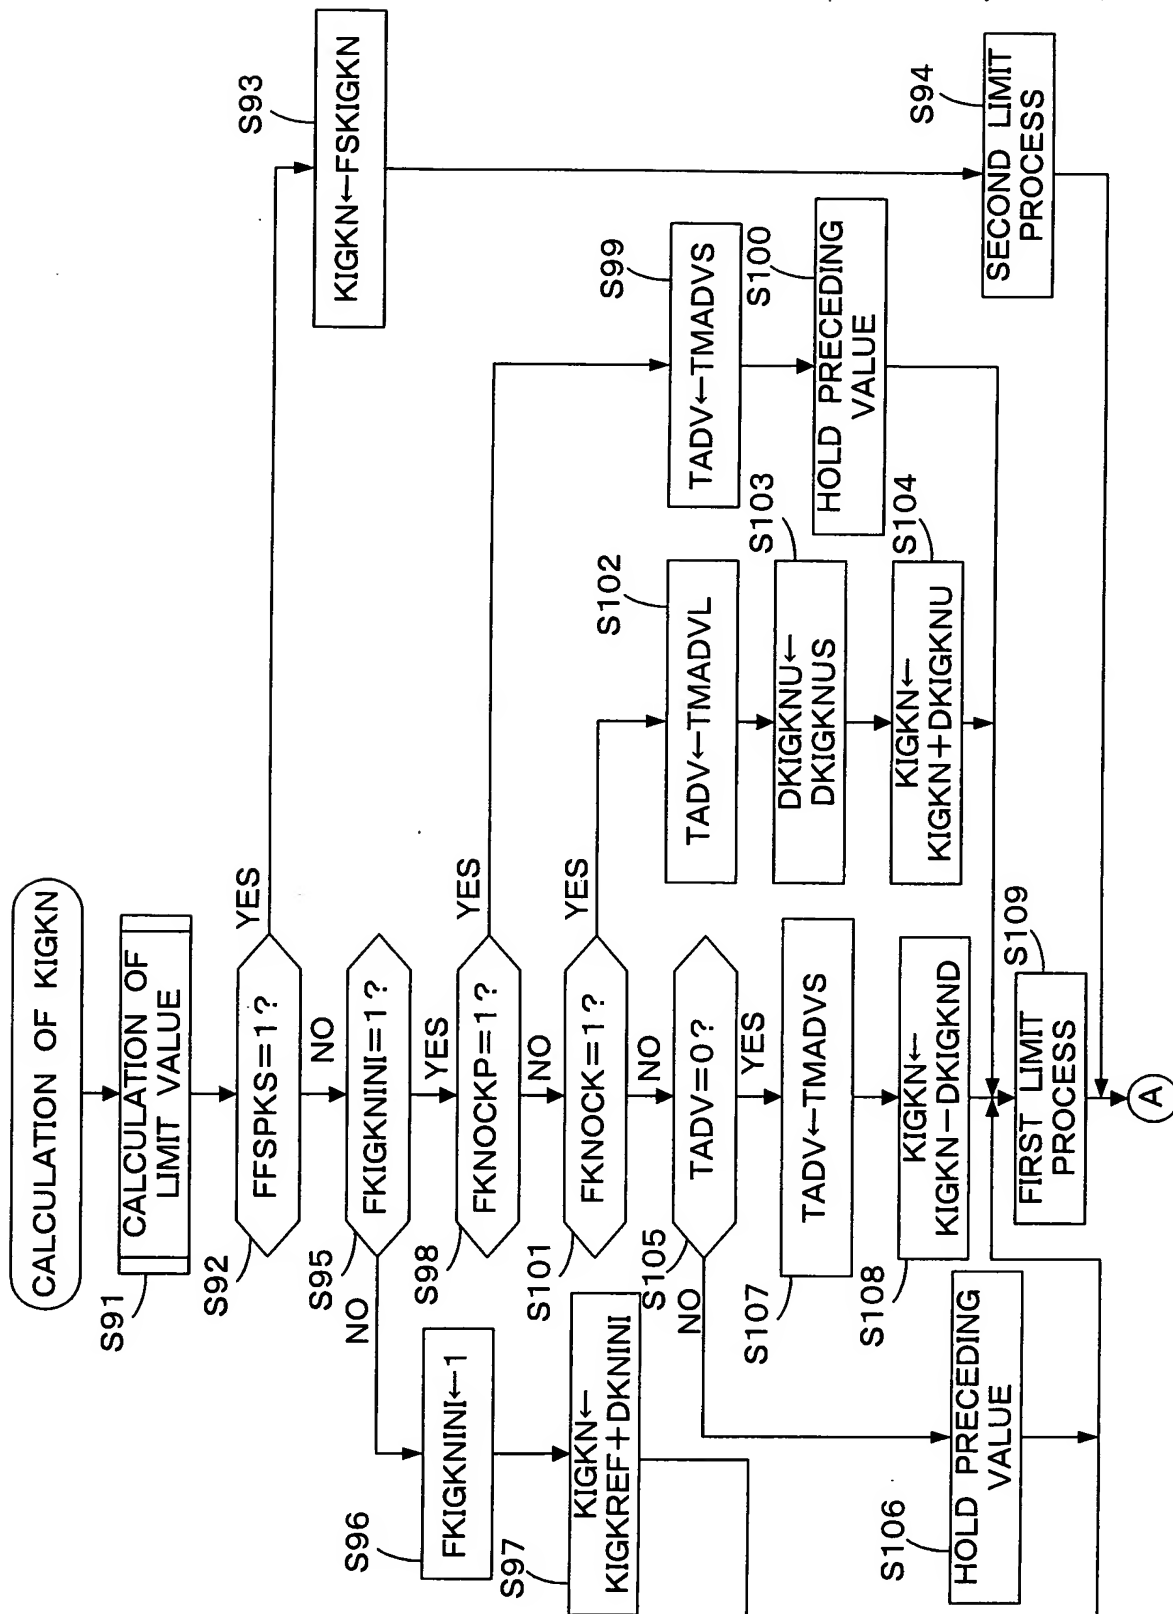 CALCULATION OF KIGKN
S91
CALCULATION OF
LIMIT VALUE
S92
FFSPKS=1?
YES
NO
S93
KIGKN←FSKIGKN
S94
SECOND LIMIT
PROCESS
S95
FKIGKNINI=1?
NO
YES
S96
FKIGKNINI←1
S97
KIGKN←
KIGKREF+DKNINI
S98
FKNOCKP=1?
YES
NO
S99
TADV←TMADVS
S100
HOLD PRECEDING
VALUE
S101
FKNOCK=1?
YES
NO
S102
TADV←TMADVL
S103
DKIGKNU←
DKIGKNUS
S104
KIGKN←
KIGKN+DKIGKNU
S105
TADV=0?
NO
YES
S106
HOLD PRECEDING
VALUE
S107
TADV←TMADVS
S108
KIGKN←
KIGKN−DKIGKND
S109
FIRST LIMIT
PROCESS
A